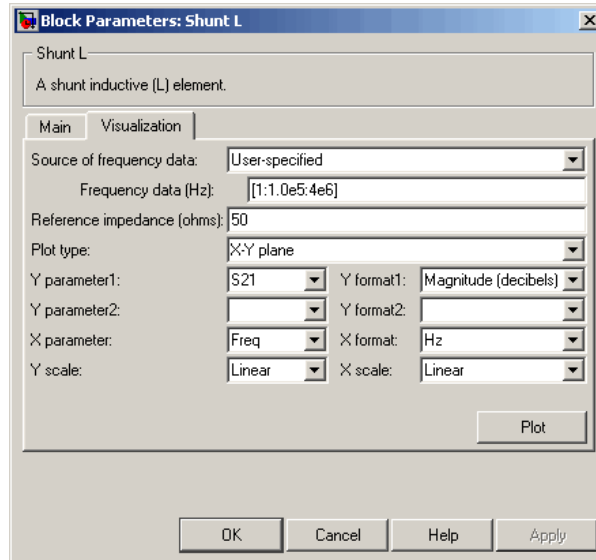 Block Parameters: Shunt L
Shunt L
A shunt inductive (L) element.
Main Visualization
Source of frequency data: User-specified
Frequency data (Hz): [1:1.0e5:4e6]
Reference impedance (ohms): 50
Plot type: X-Y plane
Y parameter1: S21 Y format1: Magnitude (decibels)
Y parameter2: Y format2:
X parameter: Freq X format: Hz
Y scale: Linear X scale: Linear
Plot
OK Cancel Help Apply